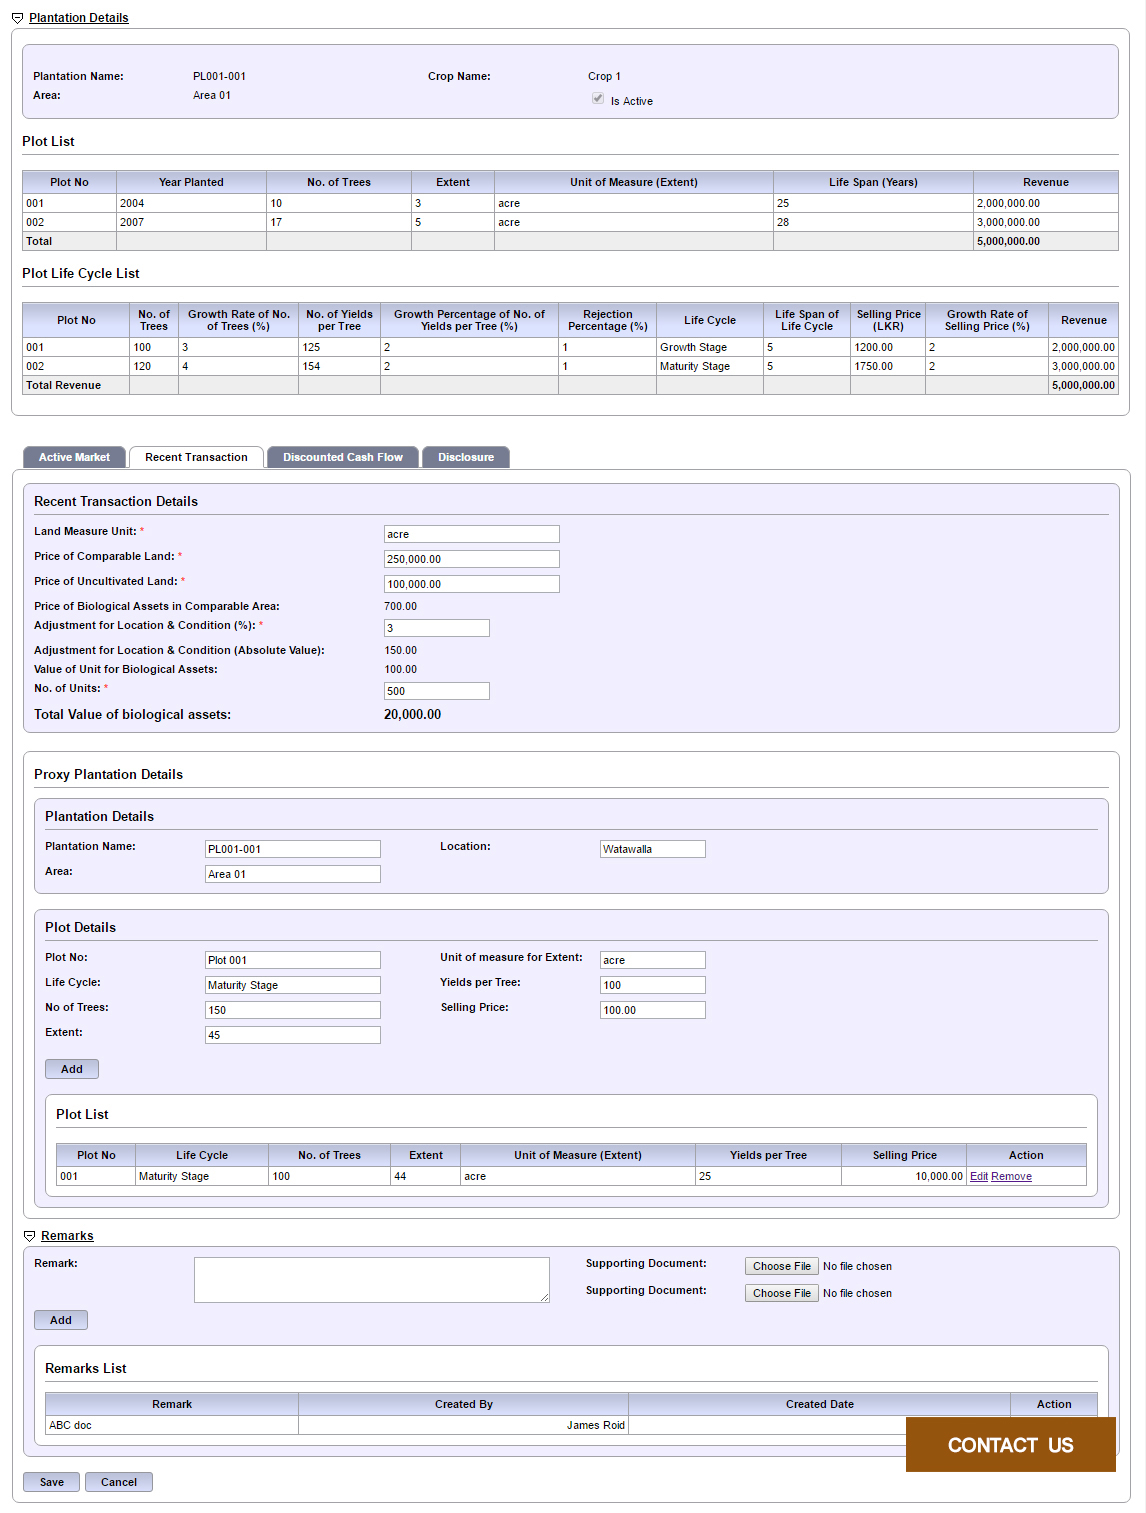 Plantation Details
Plantation Name: PL001-001 Crop Name: Crop 1
Area: Area 01 Is Active
Plot List
Plot No Year Planted No. of Trees Extent Unit of Measure (Extent) Life Span (Years) Revenue
001 2004 10 3 acre 25 2,000,000.00
002 2007 17 5 acre 28 3,000,000.00
Total 5,000,000.00
Plot Life Cycle List
Plot No No. of Trees Growth Rate of No. of Trees (%) No. of Yields per Tree Growth Percentage of No. of Yields per Tree (%) Rejection Percentage (%) Life Cycle Life Span of Life Cycle Selling Price (LKR) Growth Rate of Selling Price (%) Revenue
001 100 3 125 2 1 Growth Stage 5 1200.00 2 2,000,000.00
002 120 4 154 2 1 Maturity Stage 5 1750.00 2 3,000,000.00
Total Revenue 5,000,000.00
Active Market Recent Transaction Discounted Cash Flow Disclosure
Recent Transaction Details
Land Measure Unit: * acre
Price of Comparable Land: * 250,000.00
Price of Uncultivated Land: * 100,000.00
Price of Biological Assets in Comparable Area: 700.00
Adjustment for Location & Condition (%): * 3
Adjustment for Location & Condition (Absolute Value): 150.00
Value of Unit for Biological Assets: 100.00
No. of Units: * 500
Total Value of biological assets: 20,000.00
Proxy Plantation Details
Plantation Details
Plantation Name: PL001-001 Location: Watawalla
Area: Area 01
Plot Details
Plot No: Plot 001 Unit of measure for Extent: acre
Life Cycle: Maturity Stage Yields per Tree: 100
No of Trees: 150 Selling Price: 100.00
Extent: 45
Add
Plot List
Plot No Life Cycle No. of Trees Extent Unit of Measure (Extent) Yields per Tree Selling Price Action
001 Maturity Stage 100 44 acre 25 10,000.00 Edit Remove
Remarks
Remark: Supporting Document: Choose File No file chosen
Supporting Document: Choose File No file chosen
Add
Remarks List
Remark Created By Created Date Action
ABC doc James Roid
CONTACT US
Save Cancel